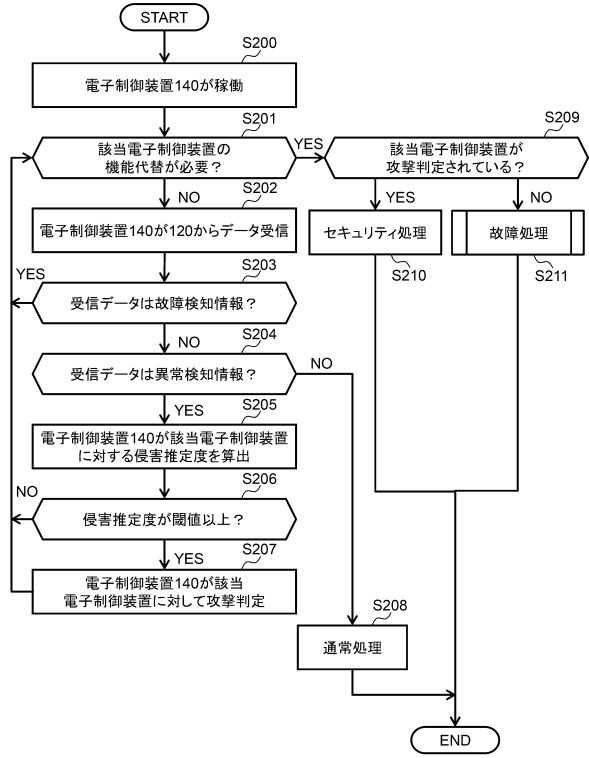 START
S200
電子制御装置140が稼働
S201
該当電子制御装置の
機能代替が必要？
YES
S209
該当電子制御装置が
攻撃判定されている？
NO
S202
電子制御装置140が120からデータ受信
YES
セキュリティ処理
S210
NO
故障処理
S211
YES
S203
受信データは故障検知情報？
NO
S204
受信データは異常検知情報？
NO
YES
S205
電子制御装置140が該当電子制御装置
に対する侵害推定度を算出
NO
S206
侵害推定度が閾値以上？
YES
S207
電子制御装置140が該当
電子制御装置に対して攻撃判定
S208
通常処理
END